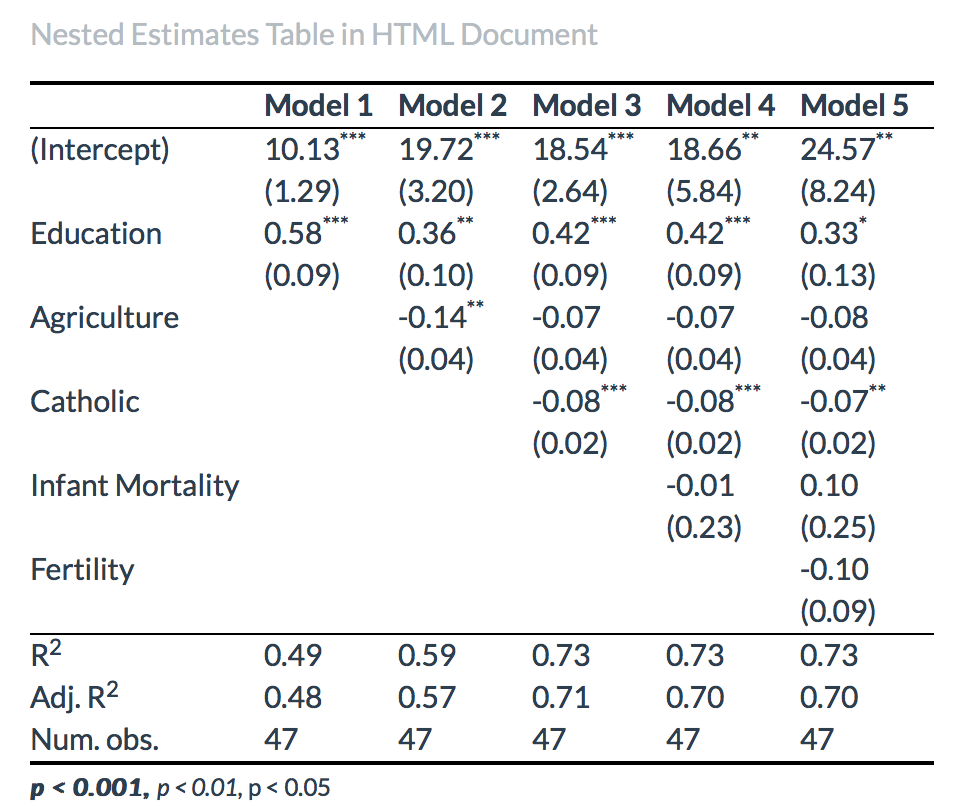 Nested Estimates Table in HTML Document
Model 1 Model 2 Model 3 Model 4 Model 5
(Intercept) 10.13*** 19.72*** 18.54*** 18.66** 24.57**
(1.29) (3.20) (2.64) (5.84) (8.24)
Education 0.58*** 0.36** 0.42*** 0.42*** 0.33*
(0.09) (0.10) (0.09) (0.09) (0.13)
Agriculture -0.14** -0.07 -0.07 -0.08
(0.04) (0.04) (0.04) (0.04)
Catholic -0.08*** -0.08*** -0.07**
(0.02) (0.02) (0.02)
Infant Mortality -0.01 0.10
(0.23) (0.25)
Fertility -0.10
(0.09)
R² 0.49 0.59 0.73 0.73 0.73
Adj. R² 0.48 0.57 0.71 0.70 0.70
Num. obs. 47 47 47 47 47
p < 0.001, p < 0.01, p < 0.05